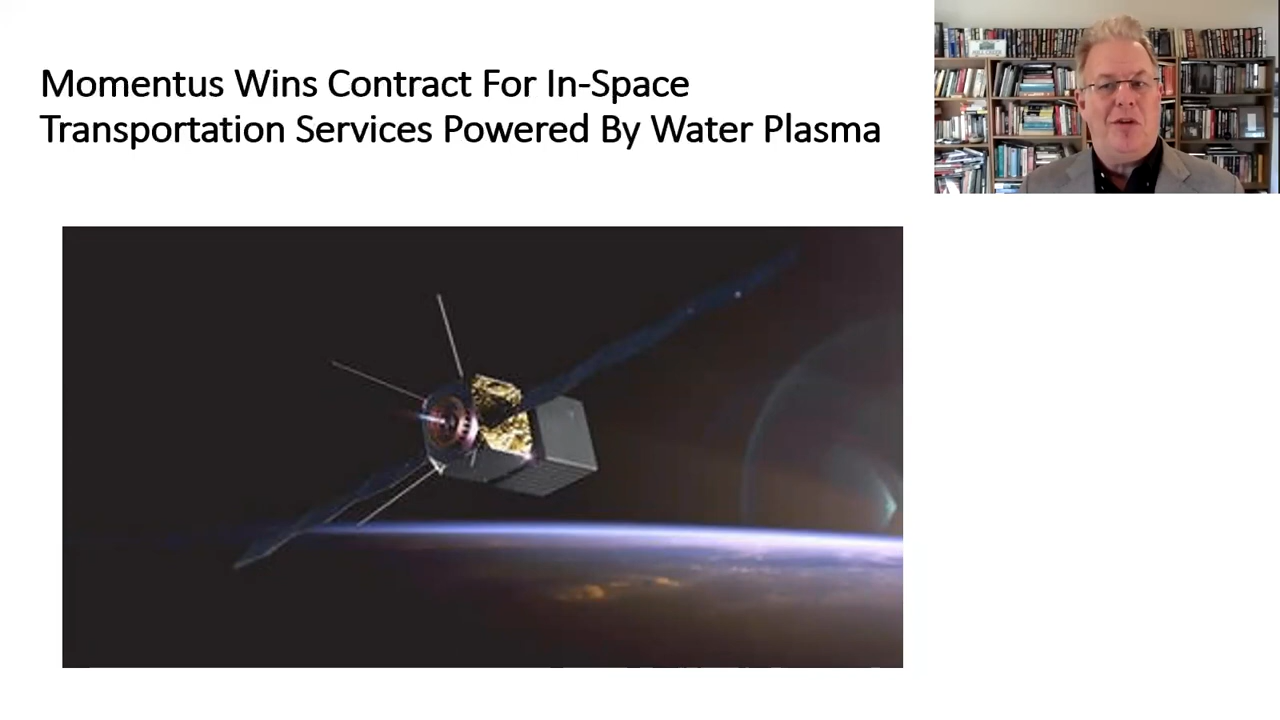 Momentus Wins Contract For In-Space
Transportation Services Powered By Water Plasma